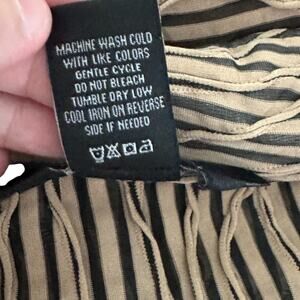 MACHINE WASH COLD
WITH LIKE COLORS
GENTLE CYCLE
DO NOT BLEACH
TUMBLE DRY LOW
COOL IRON ON REVERSE
SIDE IF NEEDED